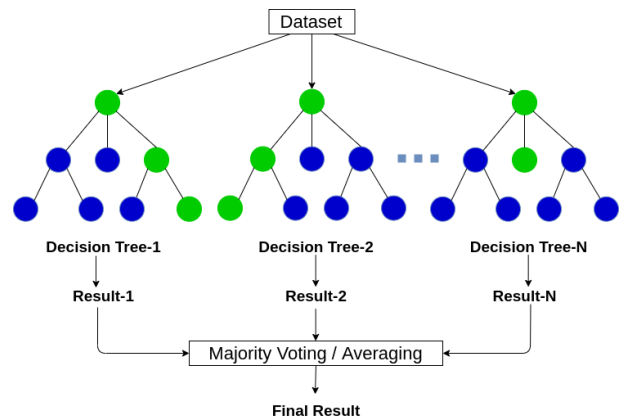 Dataset
Decision Tree-1
Decision Tree-2
Decision Tree-N
Result-1
Result-2
Result-N
Majority Voting / Averaging
Final Result